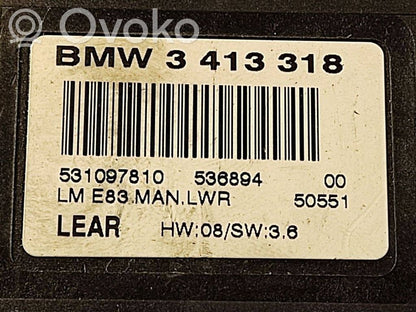 Ovoko
BMW 3 413 318
531097810 536894 00
LM E83.MAN.LWR 50551
LEAR HW:08/SW:3.6